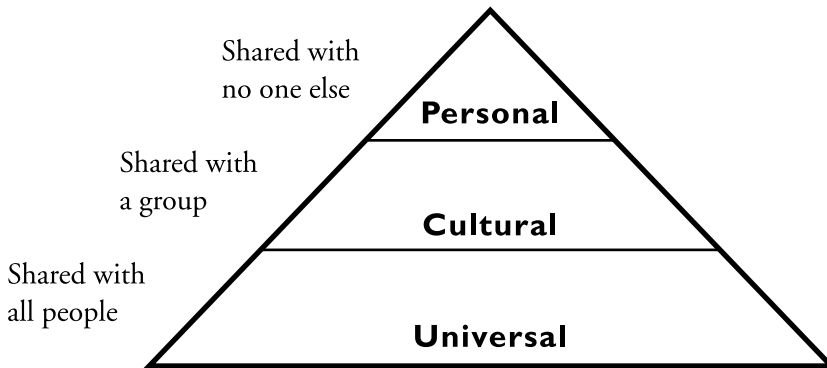 Shared with
no one else
Personal
Shared with
a group
Cultural
Shared with
all people
Universal